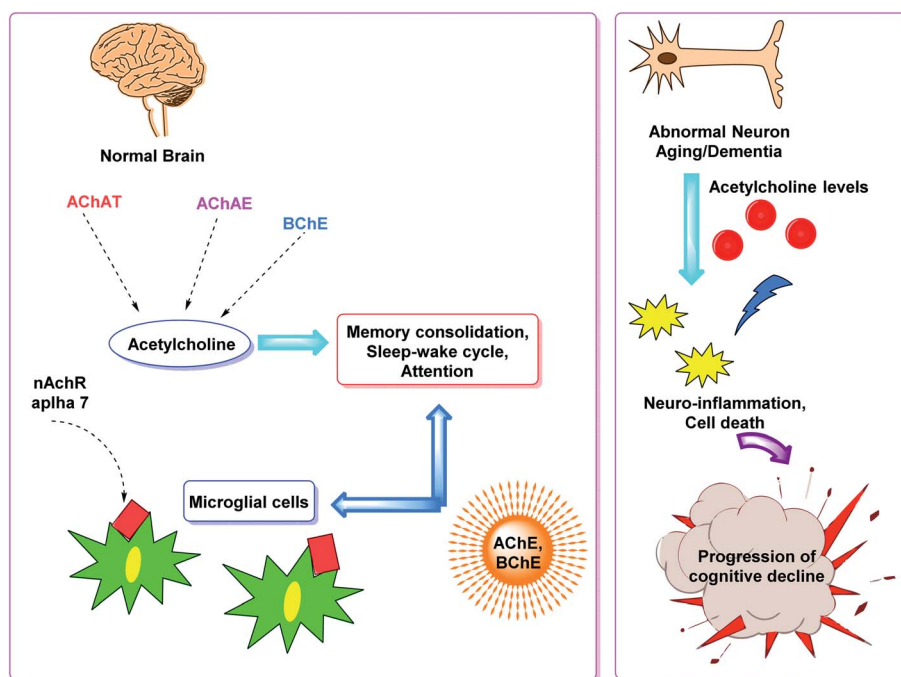 Normal Brain
AChAT
AChAE
BChE
Acetylcholine
Memory consolidation,
Sleep-wake cycle,
Attention
nAchR
aplha 7
Microglial cells
AChE,
BChE
Abnormal Neuron
Aging/Dementia
Acetylcholine levels
Neuro-inflammation,
Cell death
Progression of
cognitive decline